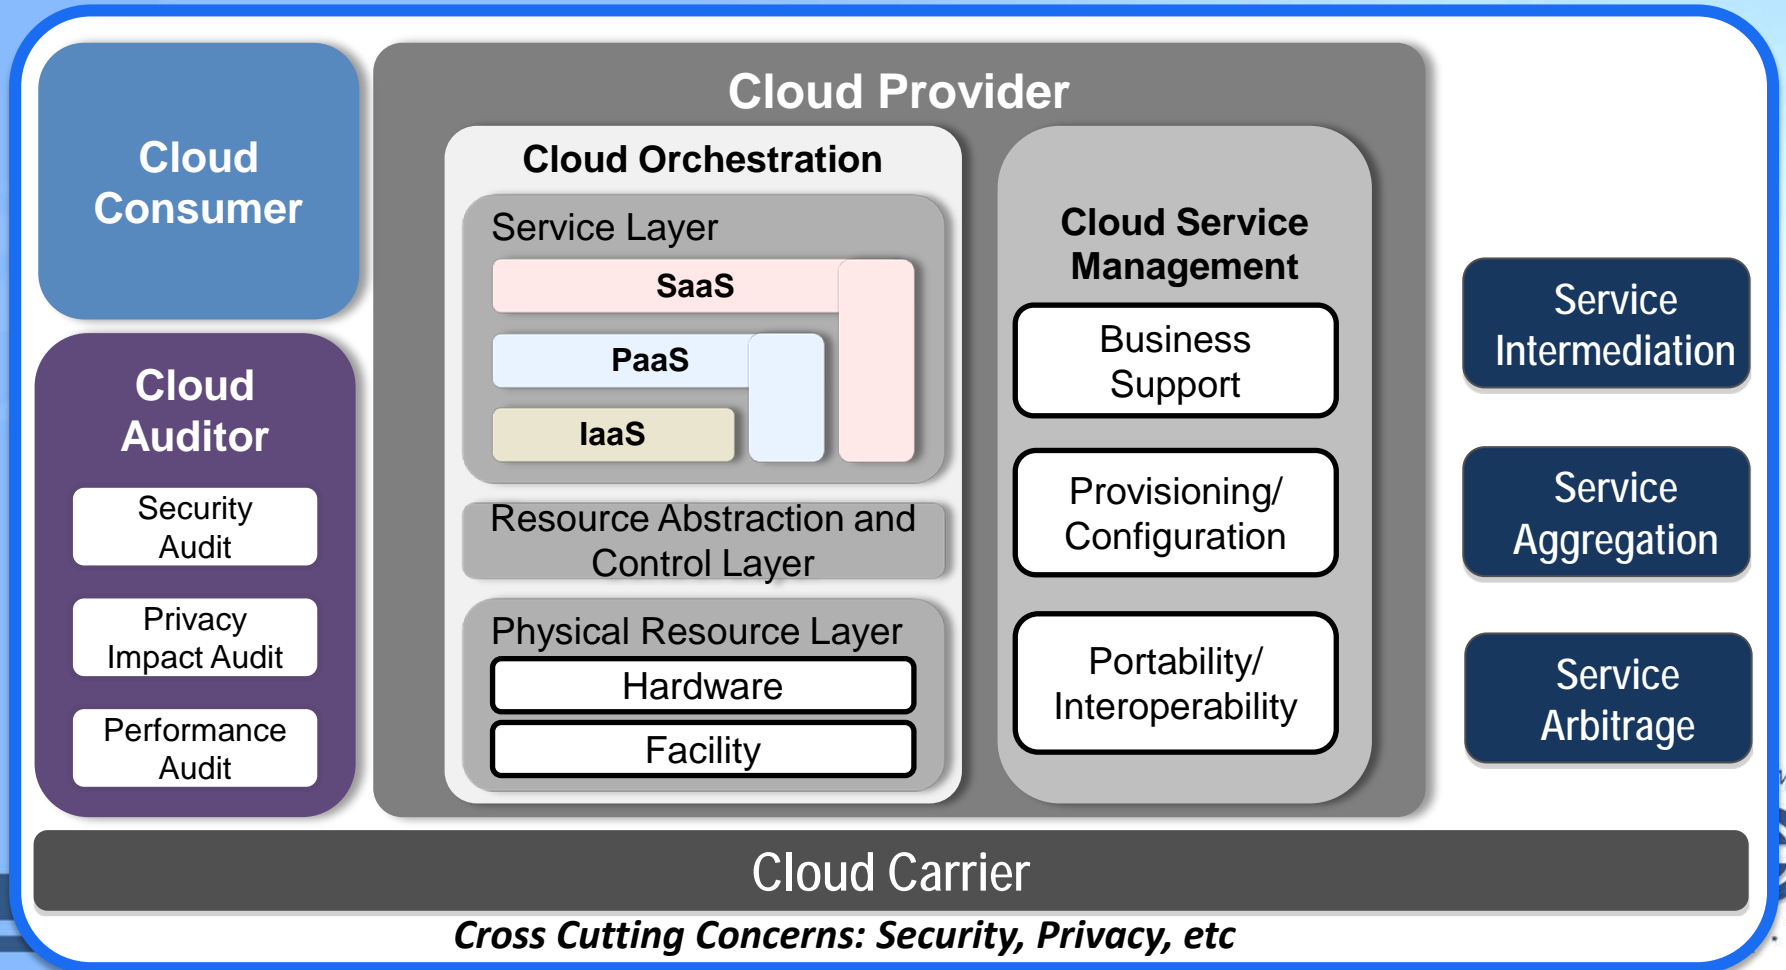 Cloud
Consumer
Cloud
Auditor
Security
Audit
Privacy
Impact Audit
Performance
Audit
Cloud Provider
Cloud Orchestration
Service Layer
SaaS
PaaS
IaaS
Resource Abstraction and
Control Layer
Physical Resource Layer
Hardware
Facility
Cloud Service
Management
Business
Support
Provisioning/
Configuration
Portability/
Interoperability
Service
Intermediation
Service
Aggregation
Service
Arbitrage
Cloud Carrier
Cross Cutting Concerns: Security, Privacy, etc